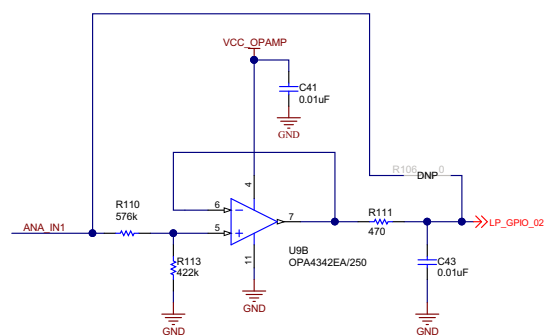 VCC_OPAMP
C41
0.01uF
GND
R106 0
DNP
4
6
R110
576k
7
R111
470
ANA_IN1
5
LP_GPIO_02
R113
422k
U9B
OPA4342EA/250
11
C43
0.01uF
GND
GND
GND